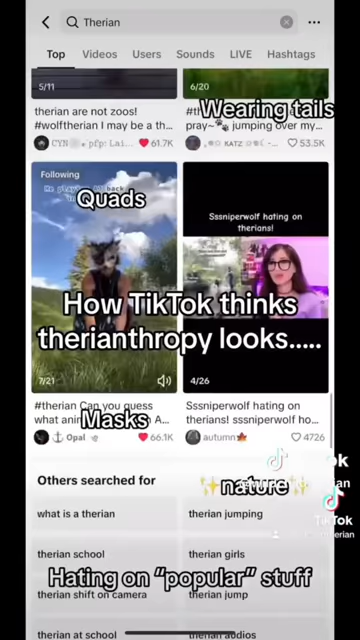 Therian
Top Videos Users Sounds LIVE Hashtags
5/11
6/20
therian are not zoos!
#wolftherian I may be a th...
61.7K
Wearing tails
jumping over my...
KATZ
53.5K
Following
Quads
Sssniperwolf hating on
therians!
How TikTok thinks
therianthropy looks.....
7/21
4/26
#therian Can you guess
what
Masks
Opal
66.1K
Sssniperwolf hating on
therians! sssniperwolf ho...
autumn🍁
4726
Others searched for
✨nature✨
TikTok
what is a therian
therian jumping
therian school
therian girls
Hating on “popular” stuff
therian shift on camera
therian jump
therian at school
therian audios